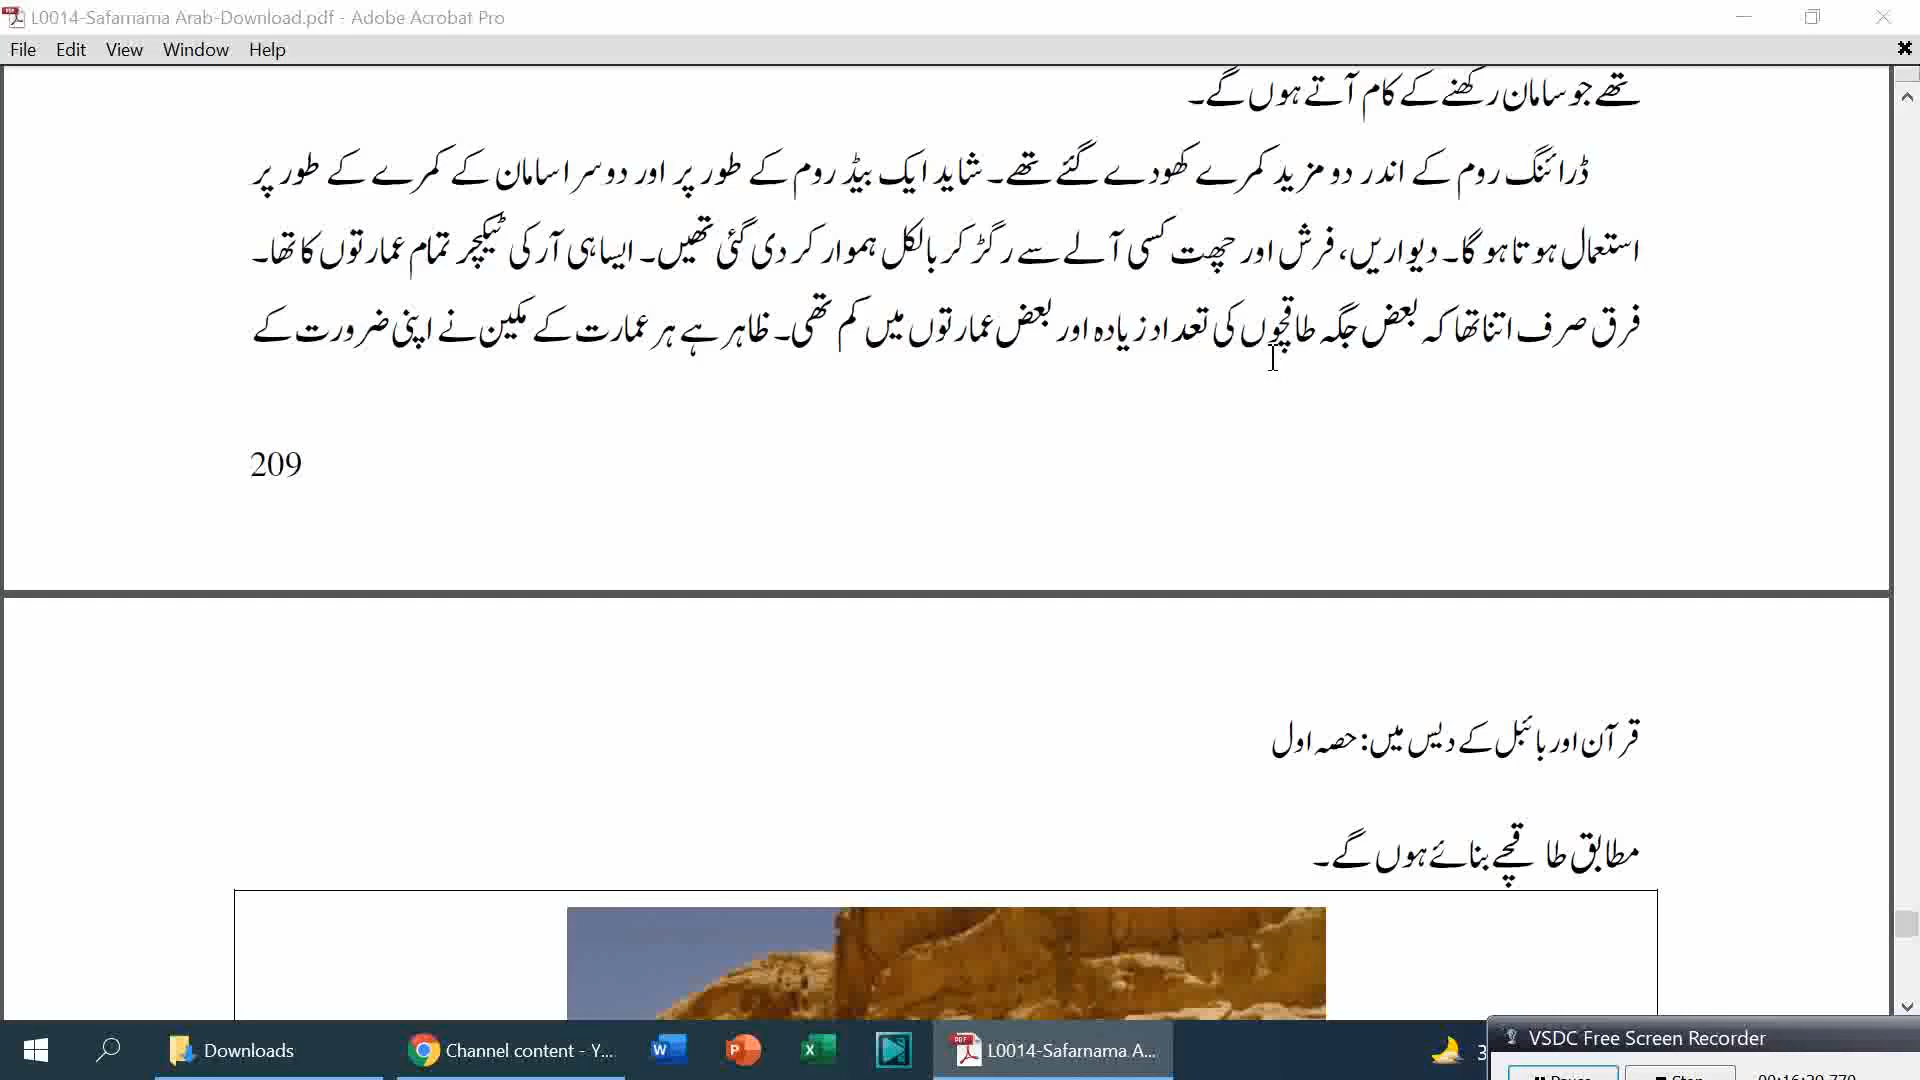 L0014-Safarnama Arab-Download.pdf - Adobe Acrobat Pro
File Edit View Window Help
تھے جو سامان رکھنے کے کام آتے ہوں گے۔
ڈرائنگ روم کے اندر دو مزید کمرے کھودے گئے تھے۔ شاید ایک بیڈ روم کے طور پر اور دوسرا سامان کے کمرے کے طور پر
استعمال ہوتا ہو گا۔ دیواریں، فرش اور چھت کسی آلے سے رگڑ کر بالکل ہموار کر دی گئی تھیں۔ ایسا ہی آرکی ٹیکچر تمام عمارتوں کا تھا۔
فرق صرف اتنا تھا کہ بعض جگہ طاقچوں کی تعداد زیادہ اور بعض عمارتوں میں کم تھی۔ ظاہر ہے ہر عمارت کے مکین نے اپنی ضرورت کے
209
قرآن اور بائبل کے دیس میں: حصہ اول
مطابق طاقچے بنائے ہوں گے۔
Downloads
Channel content - Y...
L0014-Safarnama A...
VSDC Free Screen Recorder